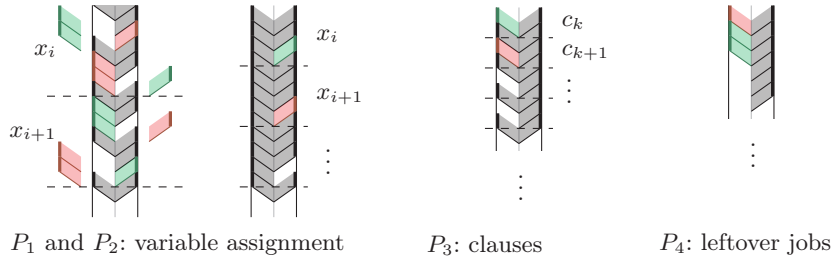 $x_i$
$x_{i+1}$
$x_i$
$x_{i+1}$
⋮
$c_k$
$c_{k+1}$
⋮
⋮
⋮
$P_1$ and $P_2$: variable assignment
$P_3$: clauses
$P_4$: leftover jobs